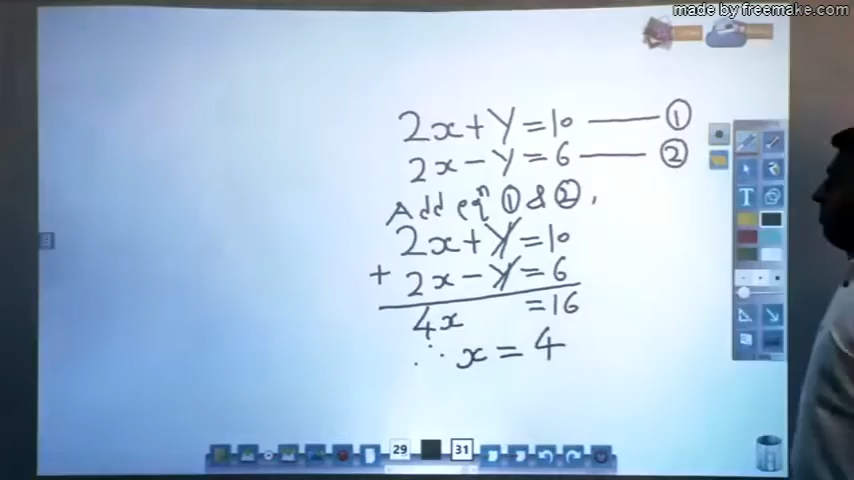 made by freemake.com
2x+y=10 —— ①
2x-y=6 —— ②
Add eqⁿ ① & ②,
2x+y=10
+ 2x-y=6
4x =16
∴ x=4
T
29 31